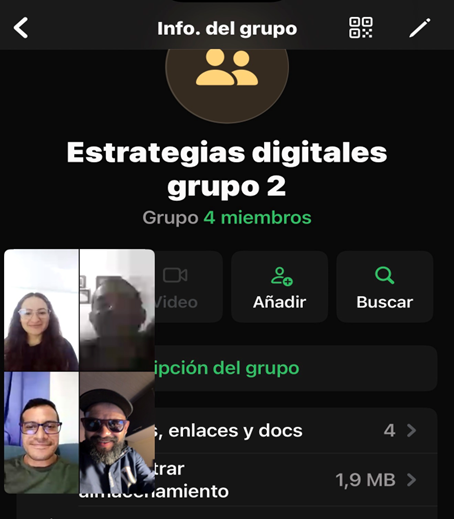 Info. del grupo
Estrategias digitales
grupo 2
Grupo 4 miembros
Video
Añadir
Buscar
ipción del grupo
s, enlaces y docs
4
trar
almacenamiento
1,9 MB